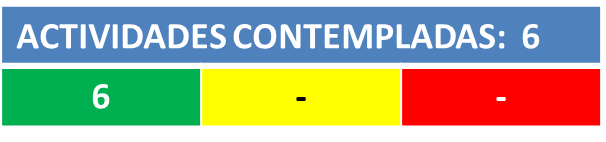 ACTIVIDADES CONTEMPLADAS: 6
6 - -